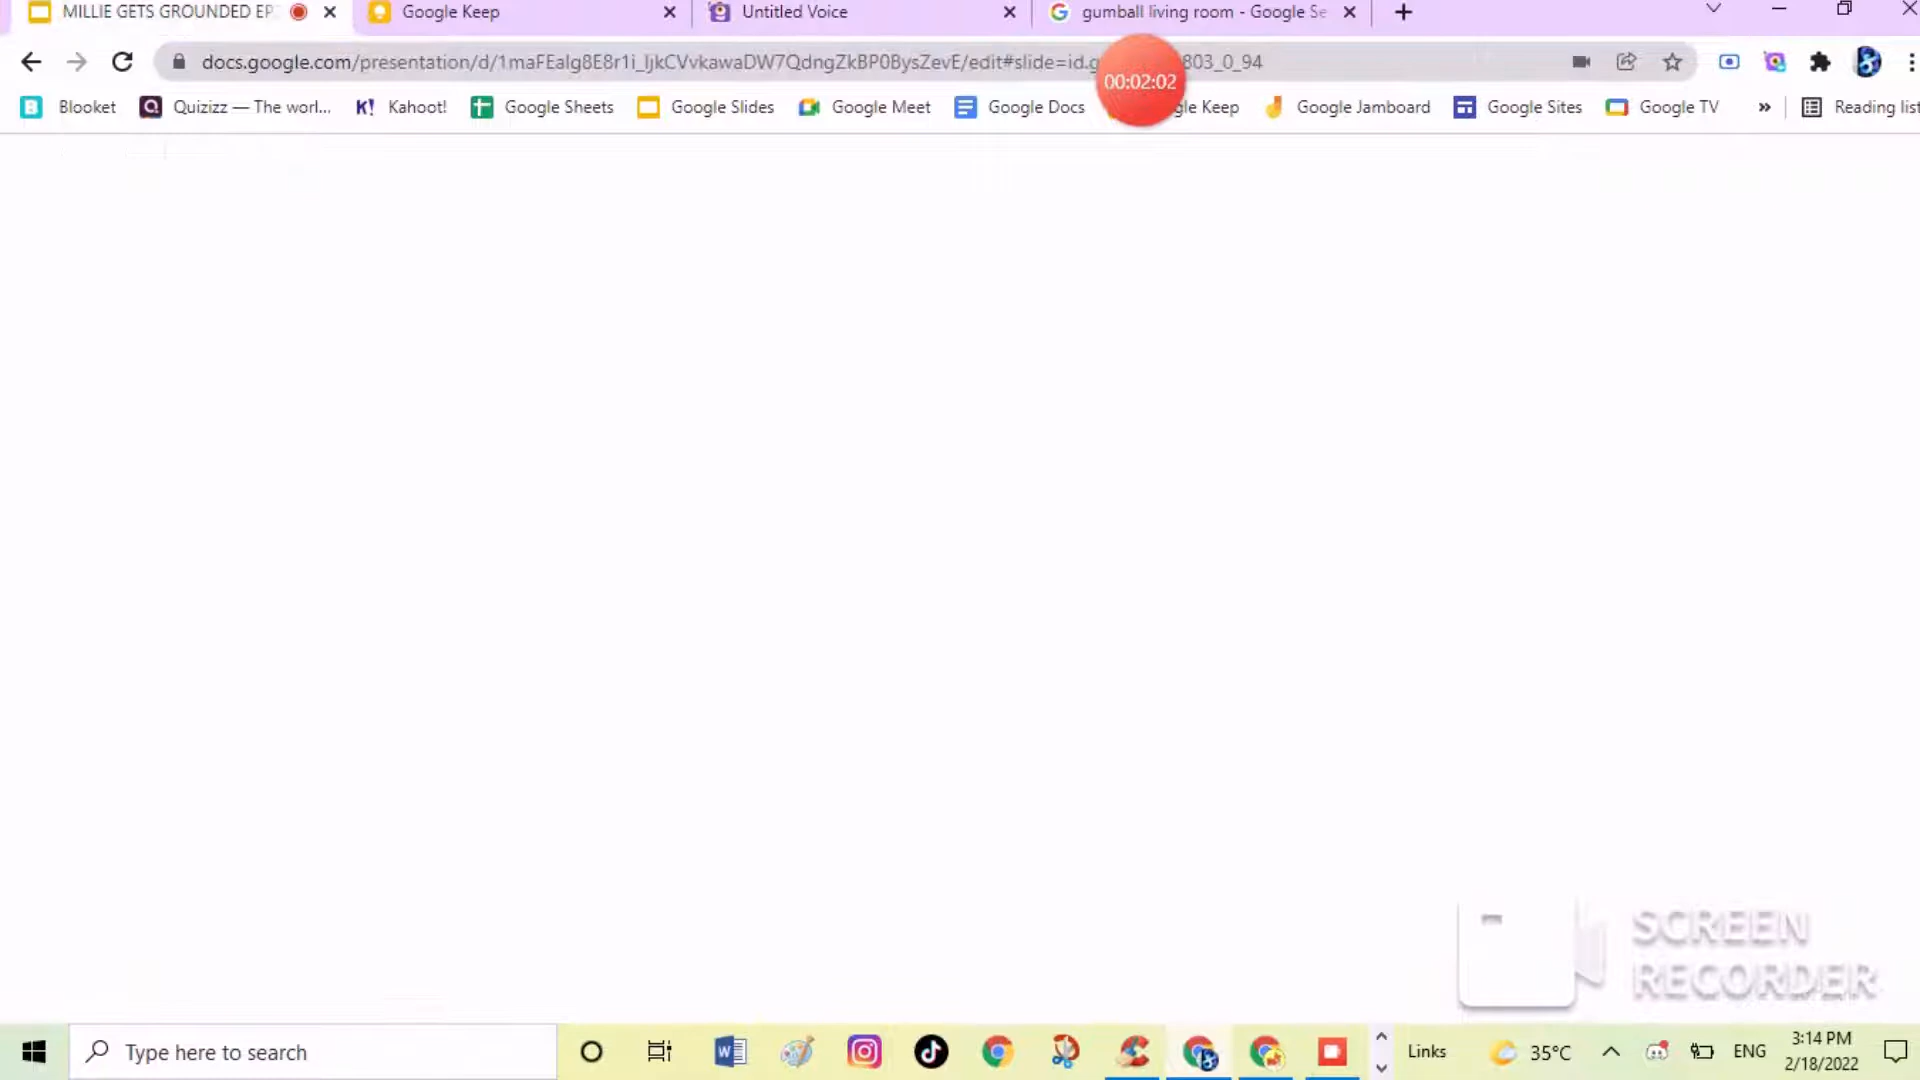 MILLIE GETS GROUNDED EP
Google Keep
Untitled Voice
gumball living room - Google Se
docs.google.com/presentation/d/1maFEalg8E8r1i_ljkCVvkawaDW7QdngZkBP0BysZevE/edit#slide=id.g
803_0_94
00:02:02
Blooket
Quizizz — The worl...
Kahoot!
Google Sheets
Google Slides
Google Meet
Google Docs
gle Keep
Google Jamboard
Google Sites
Google TV
Reading list
SCREEN
RECORDER
Type here to search
Links
35°C
ENG
3:14 PM
2/18/2022